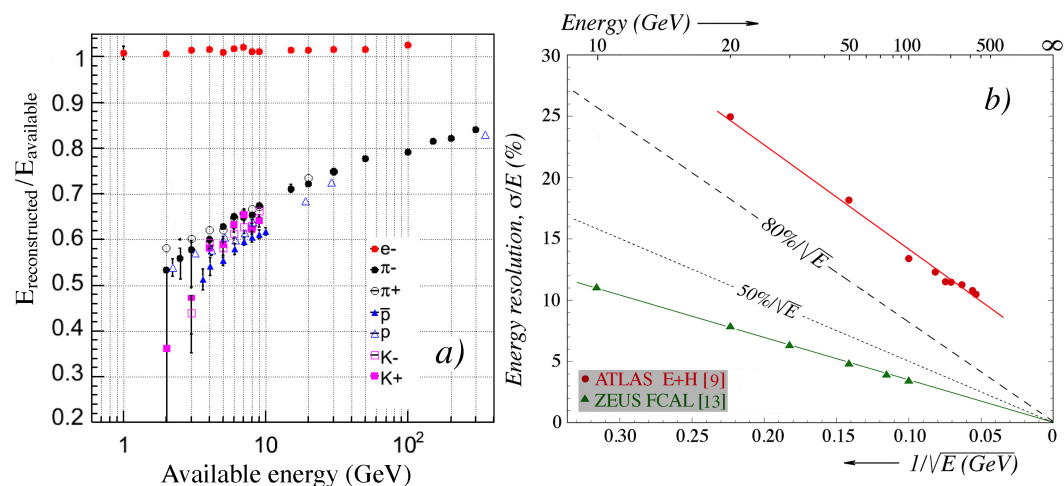 E_reconstructed / E_available
1
0.9
0.8
0.7
0.6
0.5
0.4
0.3
0.2
1
10
10²
Available energy (GeV)
e-
π-
π+
p̅
p
K-
K+
a)
Energy (GeV)
10
20
50
100
500
∞
b)
Energy resolution, σ/E (%)
30
25
20
15
10
5
0
80%/√E
50%/√E
ATLAS E+H [9]
ZEUS FCAL [13]
0.30
0.25
0.20
0.15
0.10
0.05
0
1/√E (GeV)